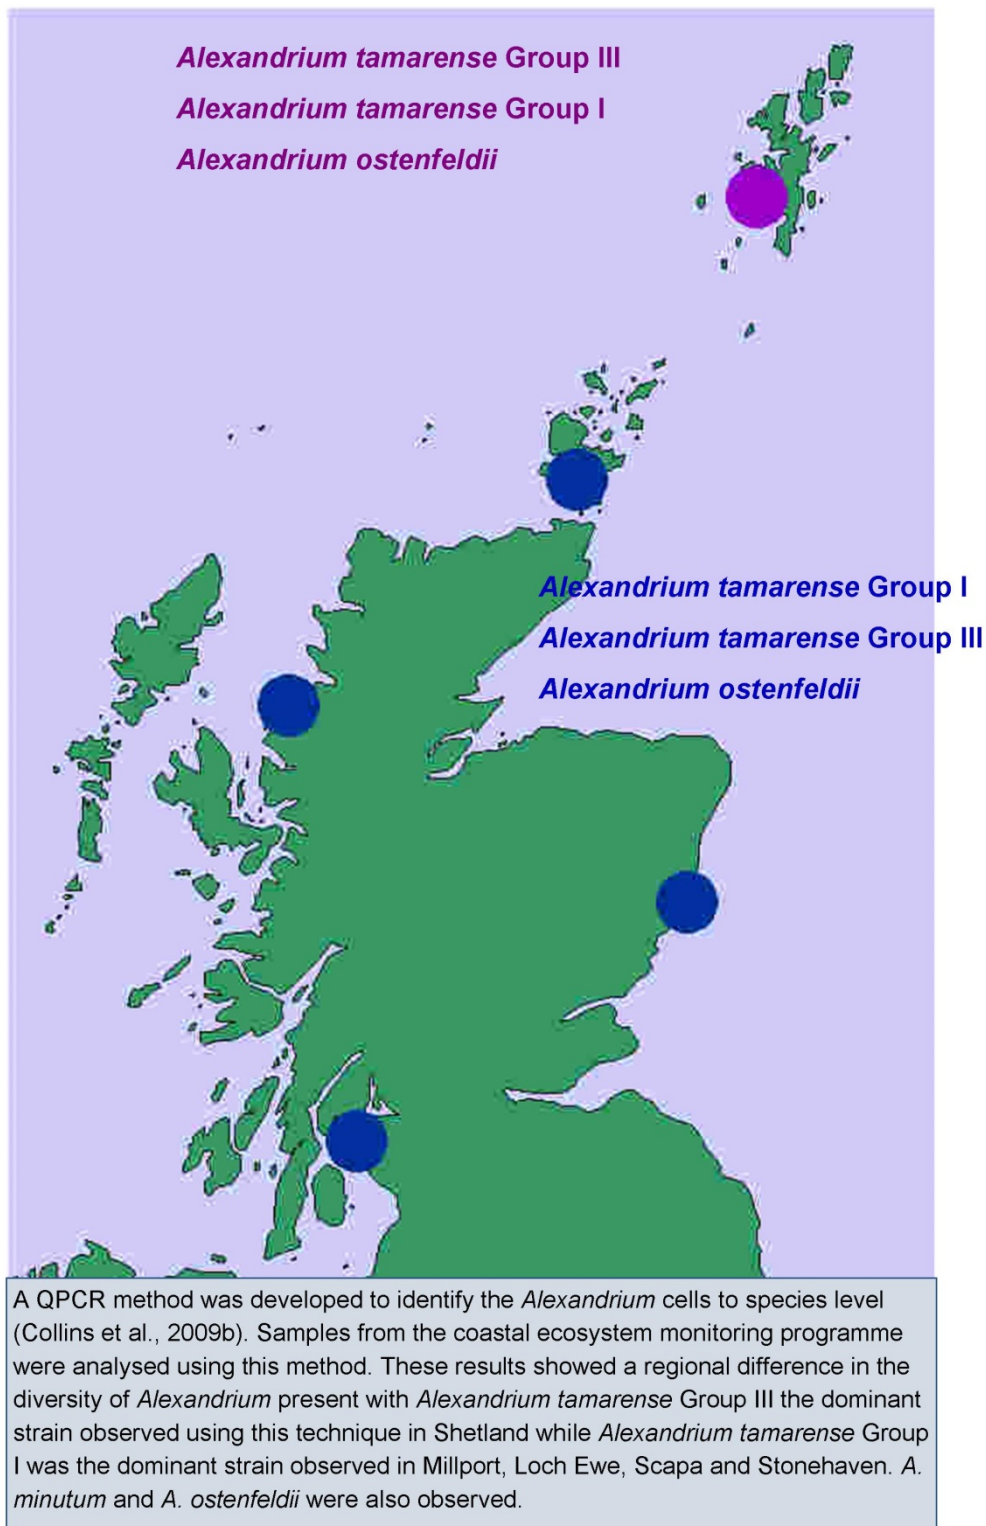 Alexandrium tamarense Group III
Alexandrium tamarense Group I
Alexandrium ostenfeldii
Alexandrium tamarense Group I
Alexandrium tamarense Group III
Alexandrium ostenfeldii
A QPCR method was developed to identify the Alexandrium cells to species level
(Collins et al., 2009b). Samples from the coastal ecosystem monitoring programme
were analysed using this method. These results showed a regional difference in the
diversity of Alexandrium present with Alexandrium tamarense Group III the dominant
strain observed using this technique in Shetland while Alexandrium tamarense Group
I was the dominant strain observed in Millport, Loch Ewe, Scapa and Stonehaven. A.
minutum and A. ostenfeldii were also observed.